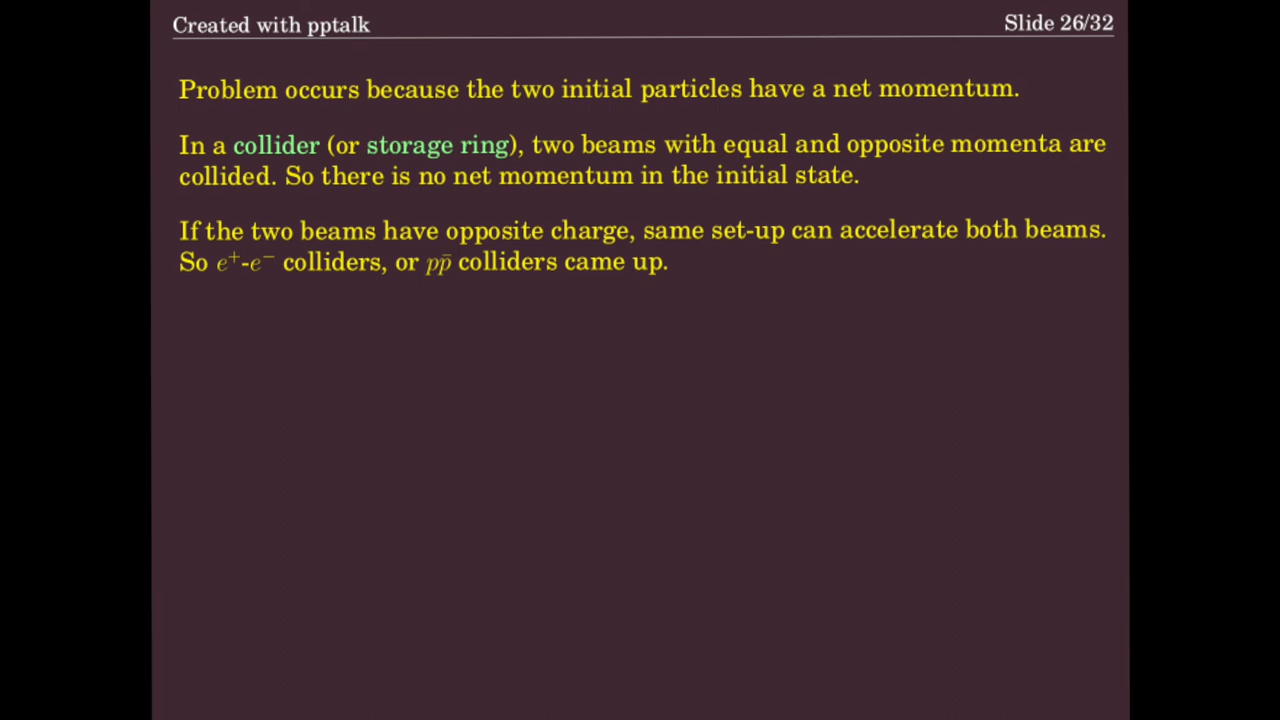 Created with pptalk
Slide 26/32
Problem occurs because the two initial particles have a net momentum.
In a collider (or storage ring), two beams with equal and opposite momenta are
collided. So there is no net momentum in the initial state.
If the two beams have opposite charge, same set-up can accelerate both beams.
So e⁺-e⁻ colliders, or pp̄ colliders came up.